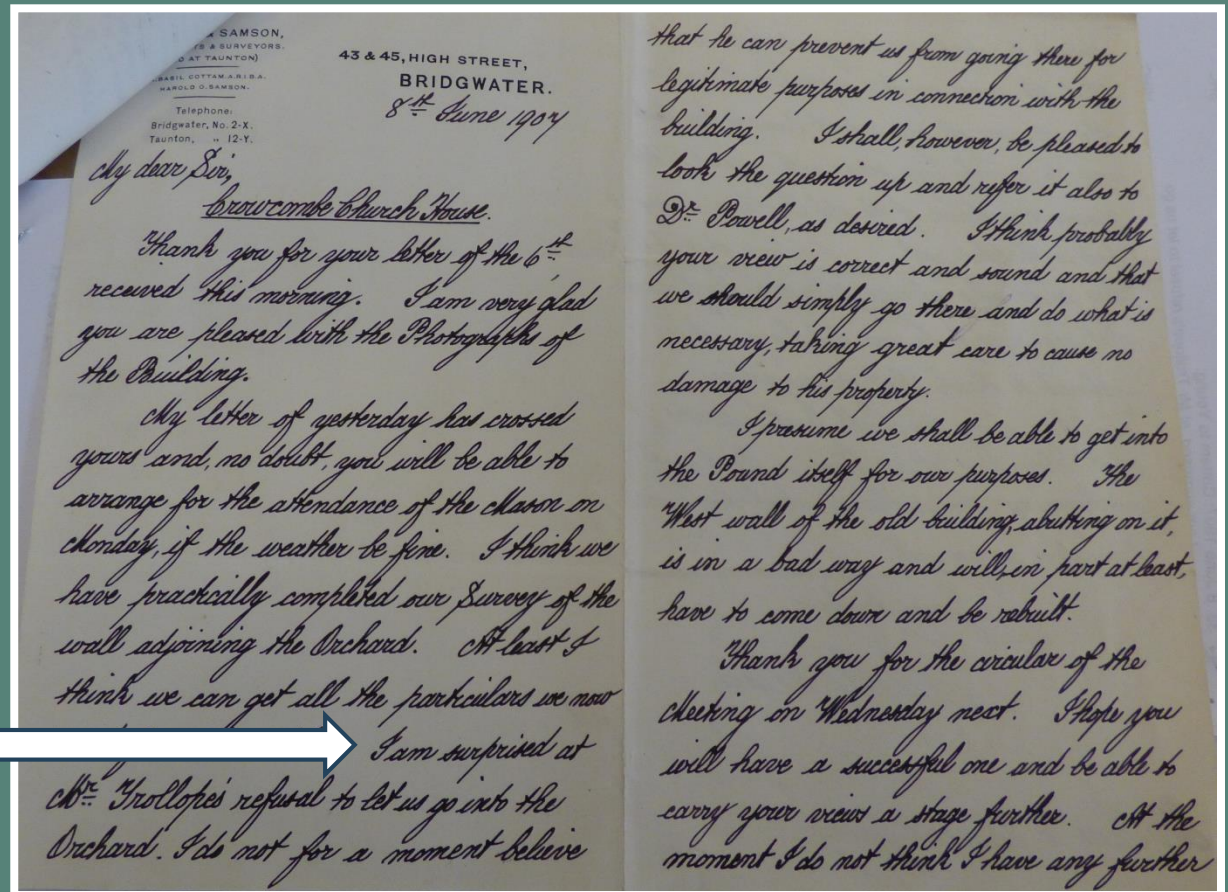 & SAMSON,
& SURVEYORS.
AT TAUNTON)
BASIL COTTAM. A.R.I.B.A.
HAROLD O. SAMSON.
Telephone:
Bridgwater, No. 2-X.
Taunton, „ 12-Y.
43 & 45, HIGH STREET,
BRIDGWATER.
8th June 1907
My dear Sir,
Crowcombe Church House.
Thank you for your letter of the 6th
received this morning. I am very glad
you are pleased with the Photographs of
the Building.
My letter of yesterday has crossed
yours and, no doubt, you will be able to
arrange for the attendance of the Mason on
Monday, if the weather be fine. I think we
have practically completed our Survey of the
wall adjoining the Orchard. At least I
think we can get all the particulars we now
I am surprised at
Mr Trollope's refusal to let us go into the
Orchard. I do not for a moment believe
that he can prevent us from going there for
legitimate purposes in connection with the
building. I shall, however, be pleased to
look the question up and refer it also to
Dr Powell, as desired. I think probably
your view is correct and sound and that
we should simply go there and do what is
necessary, taking great care to cause no
damage to his property.
I presume we shall be able to get into
the Pound itself for our purposes. The
West wall of the old building, abutting on it,
is in a bad way and will, in part at least,
have to come down and be rebuilt.
Thank you for the circular of the
Meeting on Wednesday next. I hope you
will have a successful one and be able to
carry your views a stage further. At the
moment I do not think I have any further